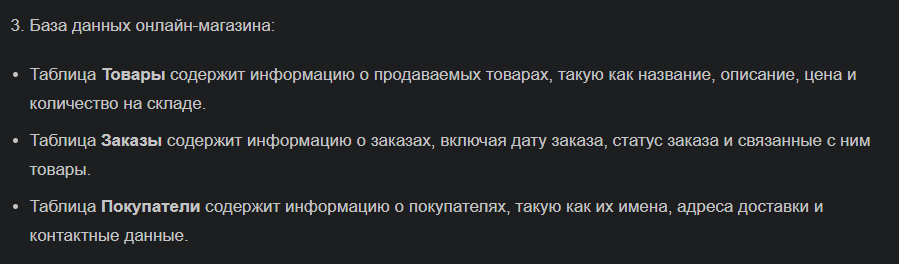 3. База данных онлайн-магазина:
• Таблица Товары содержит информацию о продаваемых товарах, такую как название, описание, цена и
количество на складе.
• Таблица Заказы содержит информацию о заказах, включая дату заказа, статус заказа и связанные с ним
товары.
• Таблица Покупатели содержит информацию о покупателях, такую как их имена, адреса доставки и
контактные данные.